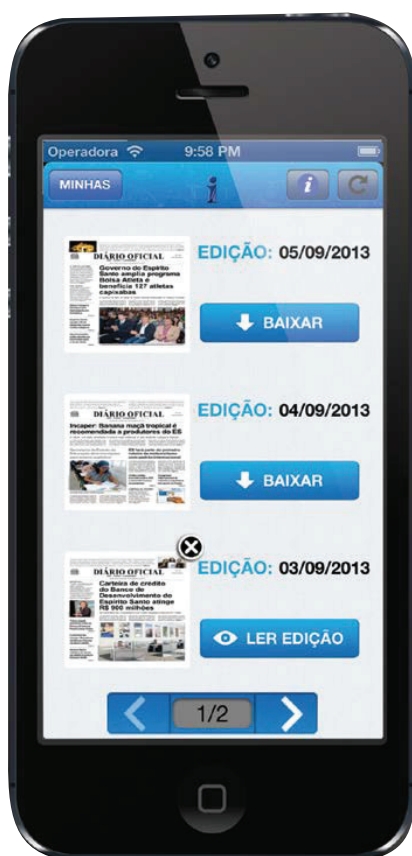 Operadora 9:58 PM
MINHAS i C
DIÁRIO OFICIAL
Governo do Espírito
Santo amplia programa
Bolsa Atleta e
beneficia 127 atletas
capixabas
EDIÇÃO: 05/09/2013
BAIXAR
DIÁRIO OFICIAL
Incaper: Banana maçã tropical é
recomendada a produtores do ES
EDIÇÃO: 04/09/2013
BAIXAR
DIÁRIO OFICIAL
Carteira de crédito
do Banco de
Desenvolvimento do
Espírito Santo atinge
R$ 900 milhões
EDIÇÃO: 03/09/2013
LER EDIÇÃO
1/2